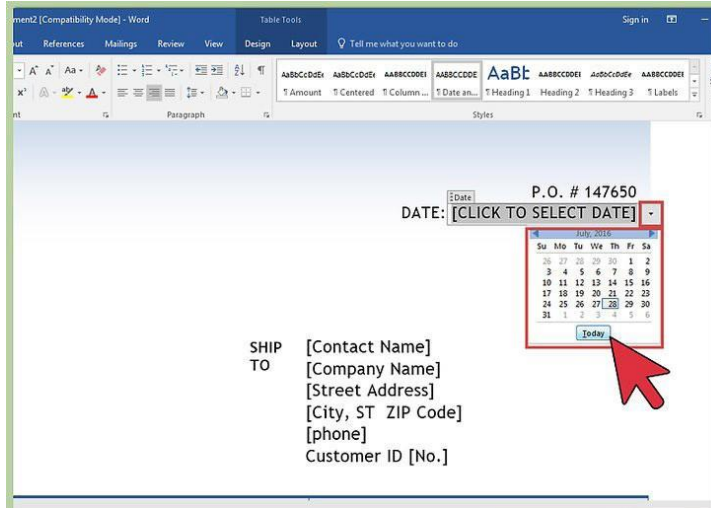 ment2 [Compatibility Mode] - Word
Table Tools
Sign in
out References Mailings Review View Design Layout Tell me what you want to do
Aa
AaBbCcDdEe AaBbCcDdEe AABBCCDDEI AABBCCDDE AaBb AABBCCDDEI AaBbCcDdEe AABBCCDDEI
¶ Amount ¶ Centered ¶ Column ... ¶ Date an... ¶ Heading 1 Heading 2 ¶ Heading 3 ¶ Labels
nt Paragraph Styles
P.O. # 147650
Date
DATE: [CLICK TO SELECT DATE]
July, 2016
Su Mo Tu We Th Fr Sa
26 27 28 29 30 1 2
3 4 5 6 7 8 9
10 11 12 13 14 15 16
17 18 19 20 21 22 23
24 25 26 27 28 29 30
31 1 2 3 4 5 6
Today
SHIP TO
[Contact Name]
[Company Name]
[Street Address]
[City, ST ZIP Code]
[phone]
Customer ID [No.]